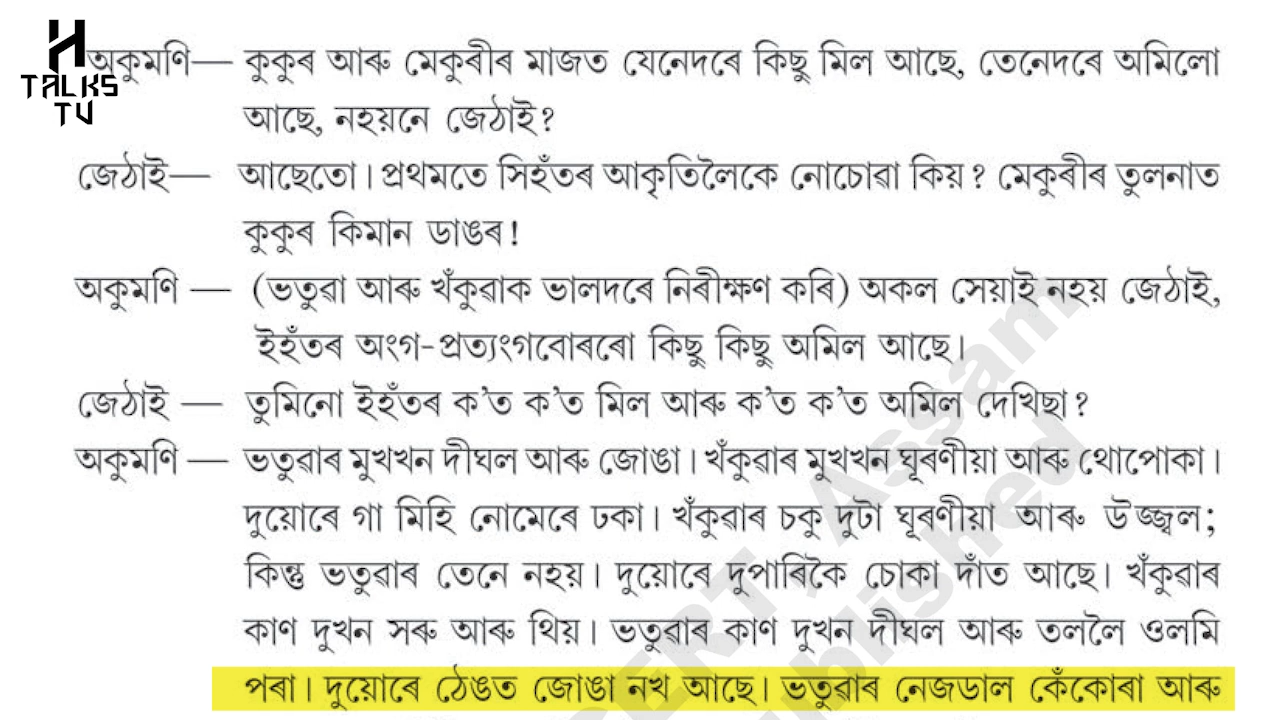 H
TALKS
TV
অকুমণি— কুকুৰ আৰু মেকুৰীৰ মাজত যেনেদৰে কিছু মিল আছে, তেনেদৰে অমিলো
আছে, নহয়নে জেঠাই?
জেঠাই— আছেতো। প্ৰথমতে সিহঁতৰ আকৃতিলৈকে নোচোৱা কিয়? মেকুৰীৰ তুলনাত
কুকুৰ কিমান ডাঙৰ!
অকুমণি — (ভতুৱা আৰু খঁকুৱাক ভালদৰে নিৰীক্ষণ কৰি) অকল সেয়াই নহয় জেঠাই,
ইহঁতৰ অংগ-প্ৰত্যংগবোৰৰো কিছু কিছু অমিল আছে।
জেঠাই — তুমিনো ইহঁতৰ ক'ত ক'ত মিল আৰু ক'ত ক'ত অমিল দেখিছা?
অকুমণি — ভতুৱাৰ মুখখন দীঘল আৰু জোঙা। খঁকুৱাৰ মুখখন ঘূৰণীয়া আৰু থোপোকা।
দুয়োৰে গা মিহি নোমেৰে ঢকা। খঁকুৱাৰ চকু দুটা ঘূৰণীয়া আৰু উজ্জ্বল;
কিন্তু ভতুৱাৰ তেনে নহয়। দুয়োৰে দুপাৰিকৈ চোকা দাঁত আছে। খঁকুৱাৰ
কাণ দুখন সৰু আৰু থিয়। ভতুৱাৰ কাণ দুখন দীঘল আৰু তললৈ ওলমি
পৰা। দুয়োৰে ঠেঙত জোঙা নখ আছে। ভতুৱাৰ নেজডাল কেঁকোৰা আৰু